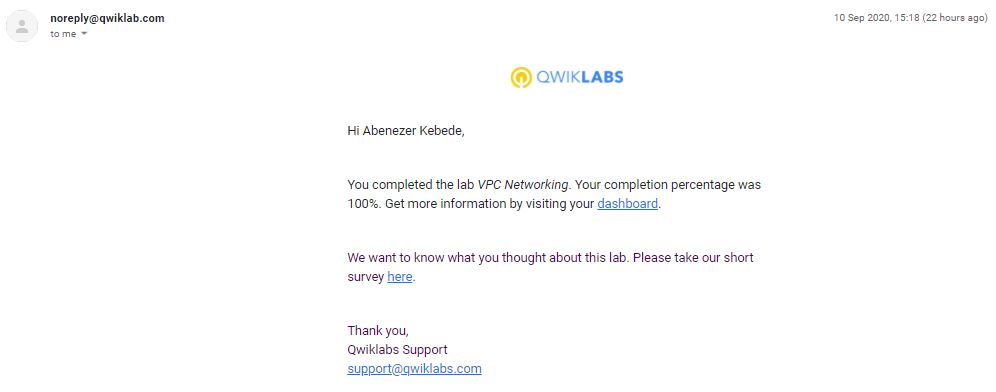 noreply@qwiklab.com
10 Sep 2020, 15:18 (22 hours ago)
to me
QWIKLABS
Hi Abenezer Kebede,
You completed the lab VPC Networking. Your completion percentage was
100%. Get more information by visiting your dashboard.
We want to know what you thought about this lab. Please take our short
survey here.
Thank you,
Qwiklabs Support
support@qwiklabs.com